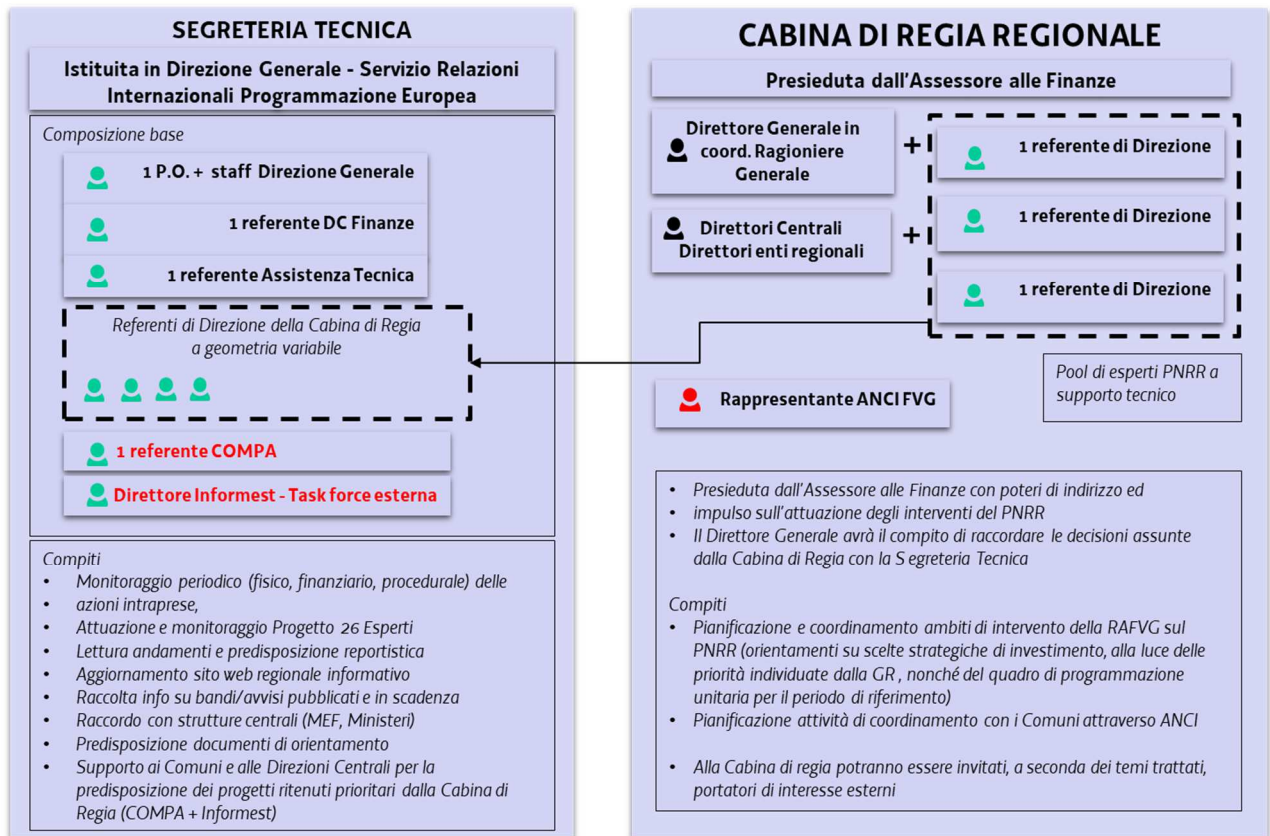 SEGRETERIA TECNICA
Istituita in Direzione Generale - Servizio Relazioni
Internazionali Programmazione Europea
Composizione base
1 P.O. + staff Direzione Generale
1 referente DC Finanze
1 referente Assistenza Tecnica
Referenti di Direzione della Cabina di Regia
a geometria variabile
1 referente COMPA
Direttore Informest - Task force esterna
Compiti
• Monitoraggio periodico (fisico, finanziario, procedurale) delle
• azioni intraprese,
• Attuazione e monitoraggio Progetto 26 Esperti
• Lettura andamenti e predisposizione reportistica
• Aggiornamento sito web regionale informativo
• Raccolta info su bandi/avvisi pubblicati e in scadenza
• Raccordo con strutture centrali (MEF, Ministeri)
• Predisposizione documenti di orientamento
• Supporto ai Comuni e alle Direzioni Centrali per la
predisposizione dei progetti ritenuti prioritari dalla Cabina di
Regia (COMPA + Informest)
CABINA DI REGIA REGIONALE
Presieduta dall'Assessore alle Finanze
Direttore Generale in
coord. Ragioniere
Generale
+
1 referente di Direzione
Direttori Centrali
Direttori enti regionali
+
1 referente di Direzione
1 referente di Direzione
Pool di esperti PNRR a
supporto tecnico
Rappresentante ANCI FVG
• Presieduta dall'Assessore alle Finanze con poteri di indirizzo ed
• impulso sull'attuazione degli interventi del PNRR
• Il Direttore Generale avrà il compito di raccordare le decisioni assunte
dalla Cabina di Regia con la S egreteria Tecnica
Compiti
• Pianificazione e coordinamento ambiti di intervento della RAFVG sul
PNRR (orientamenti su scelte strategiche di investimento, alla luce delle
priorità individuate dalla GR , nonché del quadro di programmazione
unitaria per il periodo di riferimento)
• Pianificazione attività di coordinamento con i Comuni attraverso ANCI
• Alla Cabina di regia potranno essere invitati, a seconda dei temi trattati,
portatori di interesse esterni